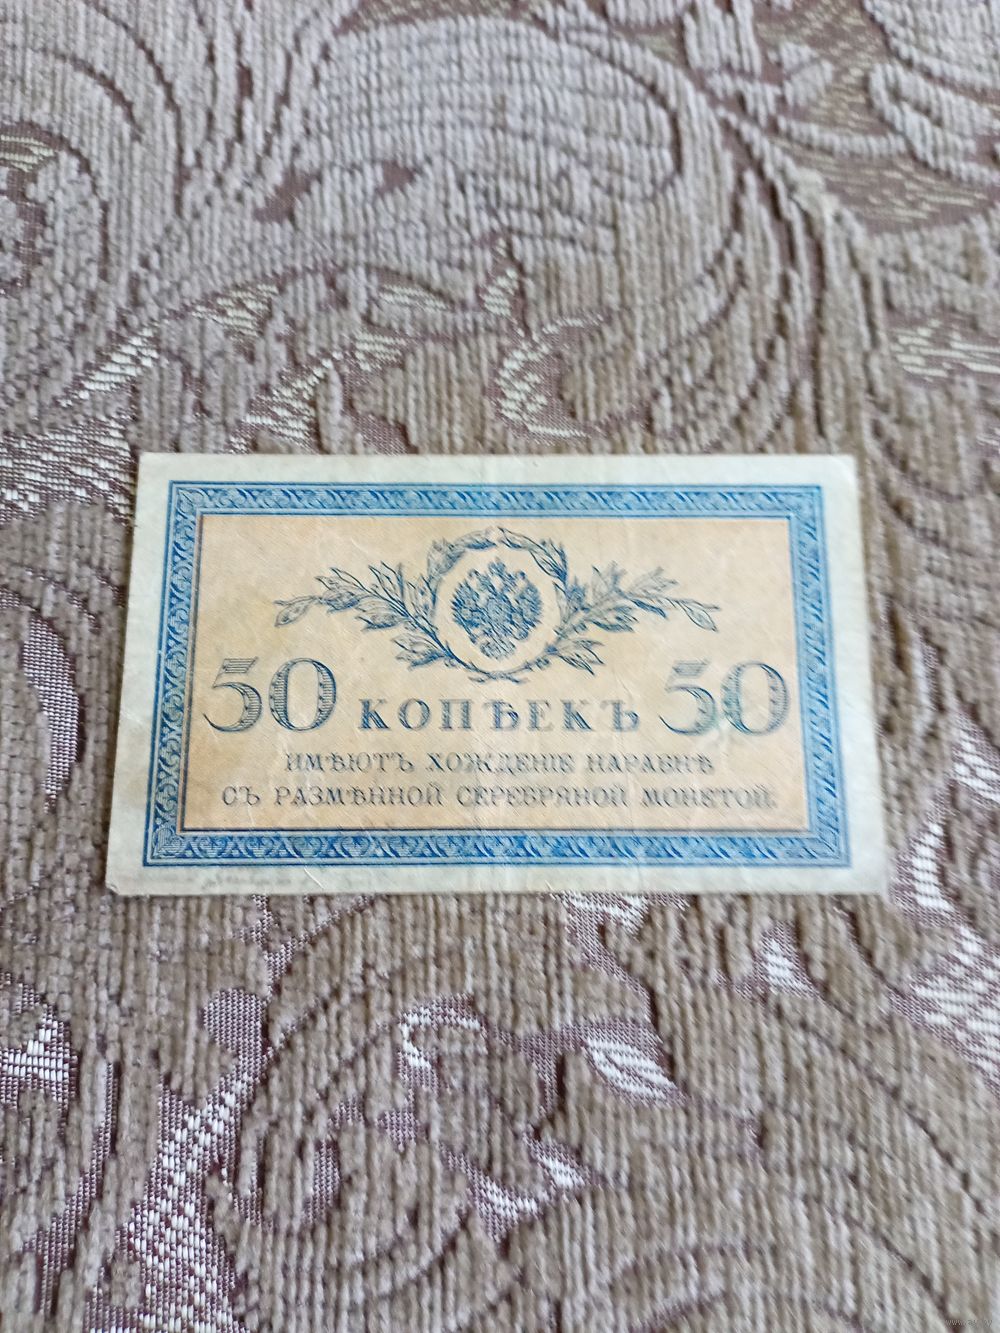 50 КОПѢЕКЪ 50
ИМѢЮТЪ ХОЖДЕНІЕ НАРАВНѢ
СЪ РАЗМѢННОЙ СЕРЕБРЯНОЙ МОНЕТОЙ.